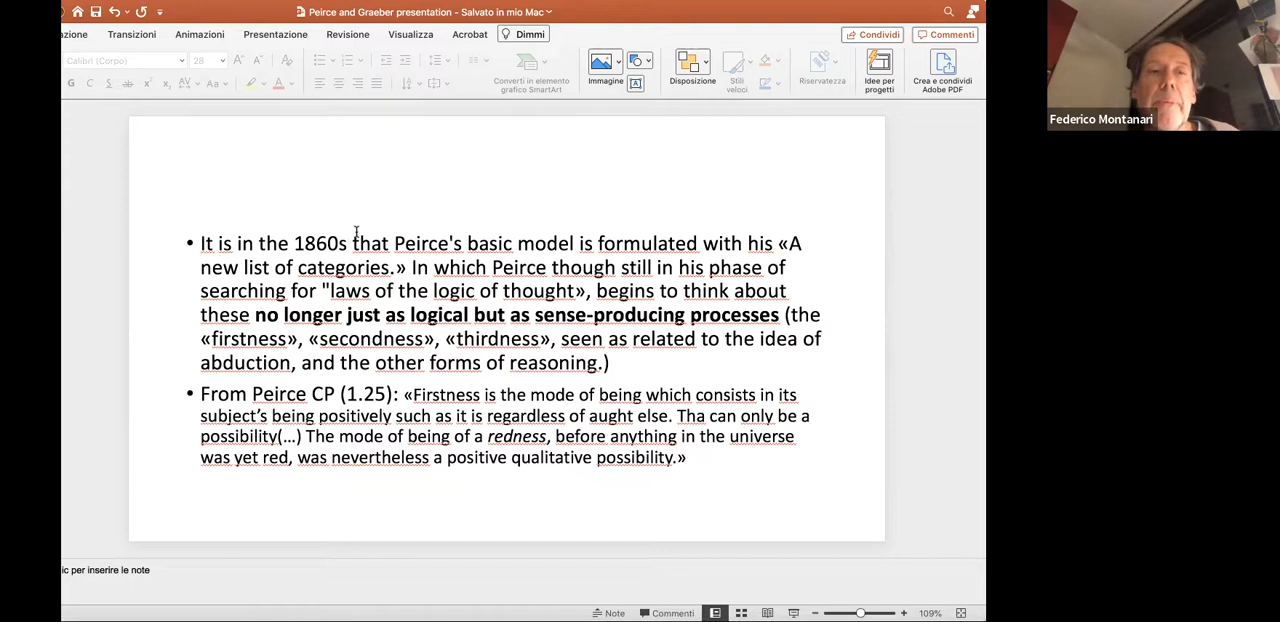 Peirce and Graeber presentation - Salvato in mio Mac
azione Transizioni Animazioni Presentazione Revisione Visualizza Acrobat Dimmi Condividi Commenti
Calibri (Corpo) 28
Converti in elemento
grafico SmartArt
Immagine
Disposizione
Stili
veloci
Riservatezza
Idee per
progetti
Crea e condividi
Adobe PDF
Federico Montanari
• It is in the 1860s that Peirce's basic model is formulated with his «A
new list of categories.» In which Peirce though still in his phase of
searching for "laws of the logic of thought», begins to think about
these no longer just as logical but as sense-producing processes (the
«firstness», «secondness», «thirdness», seen as related to the idea of
abduction, and the other forms of reasoning.)
• From Peirce CP (1.25): «Firstness is the mode of being which consists in its
subject’s being positively such as it is regardless of aught else. Tha can only be a
possibility(…) The mode of being of a redness, before anything in the universe
was yet red, was nevertheless a positive qualitative possibility.»
ic per inserire le note
Note Commenti 109%